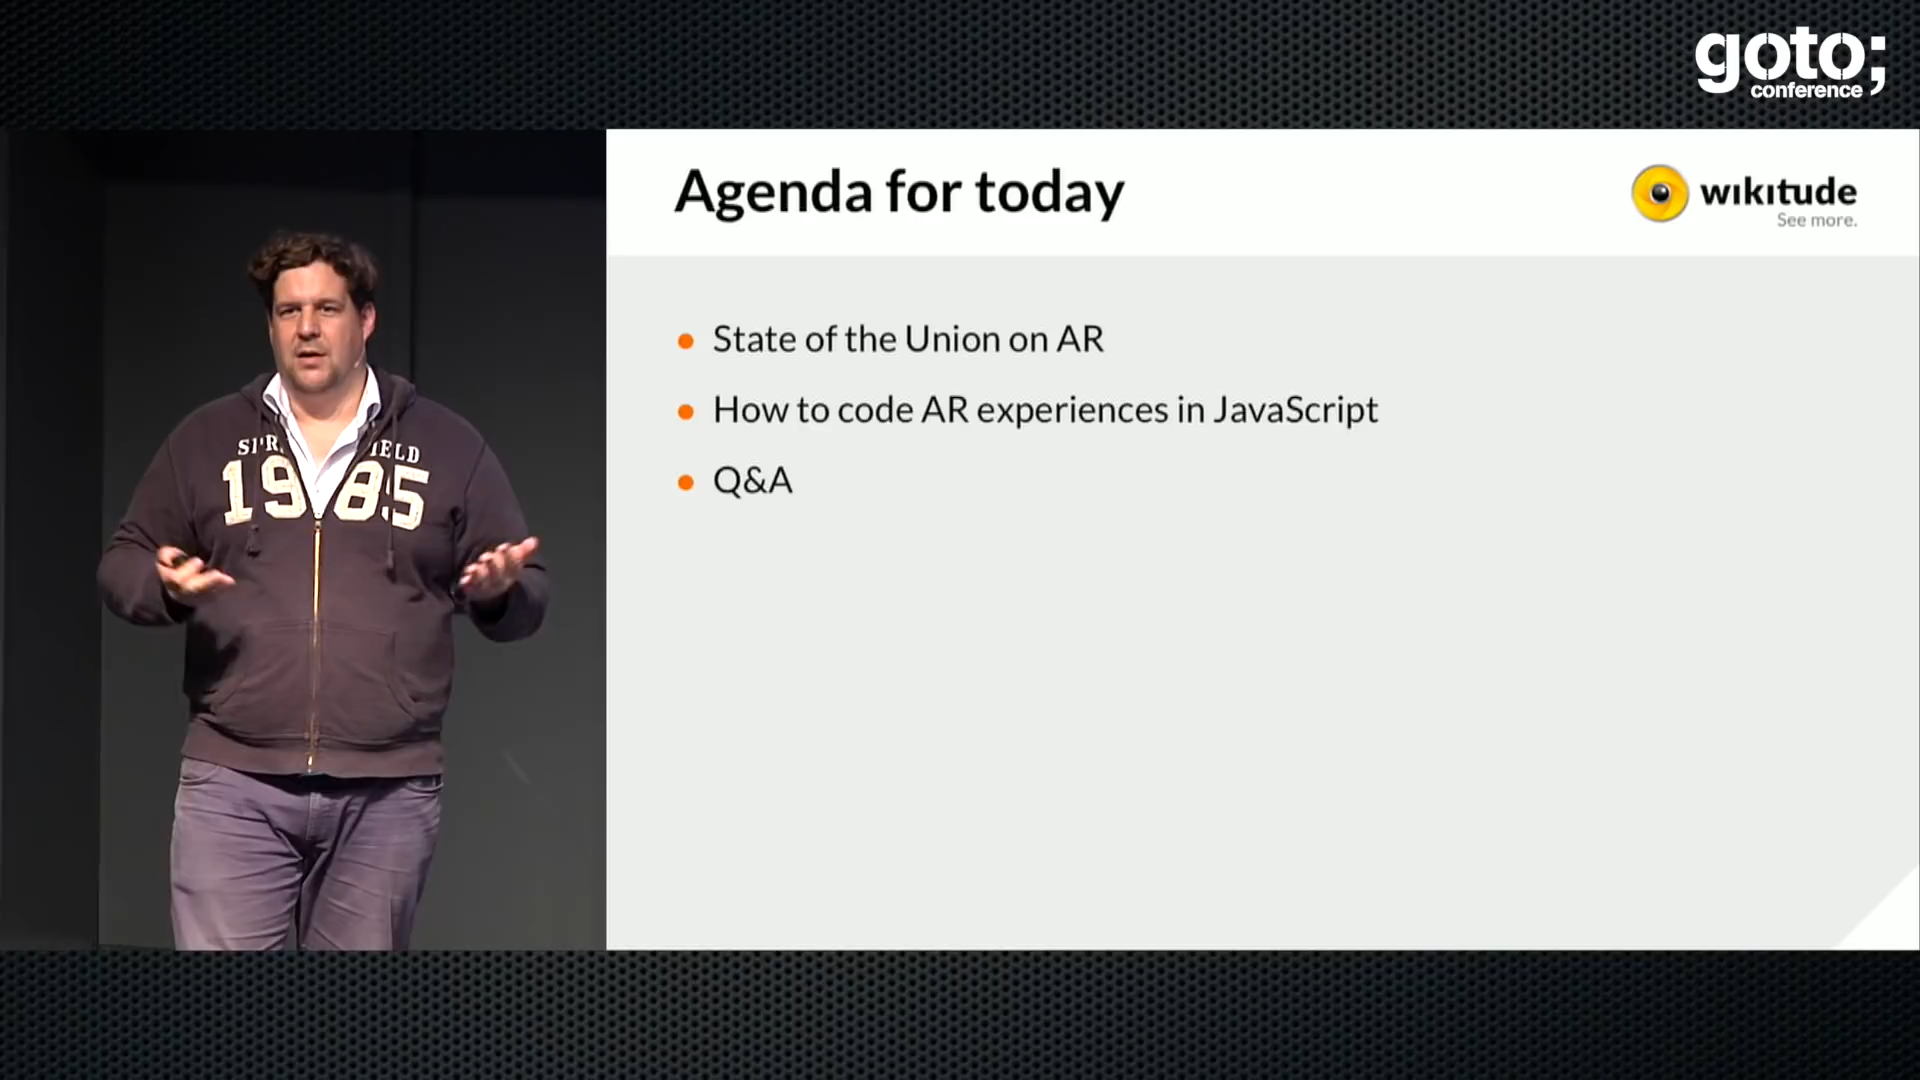 goto;
conference
Agenda for today
wikitude
See more.
State of the Union on AR
How to code AR experiences in JavaScript
Q&A
1985